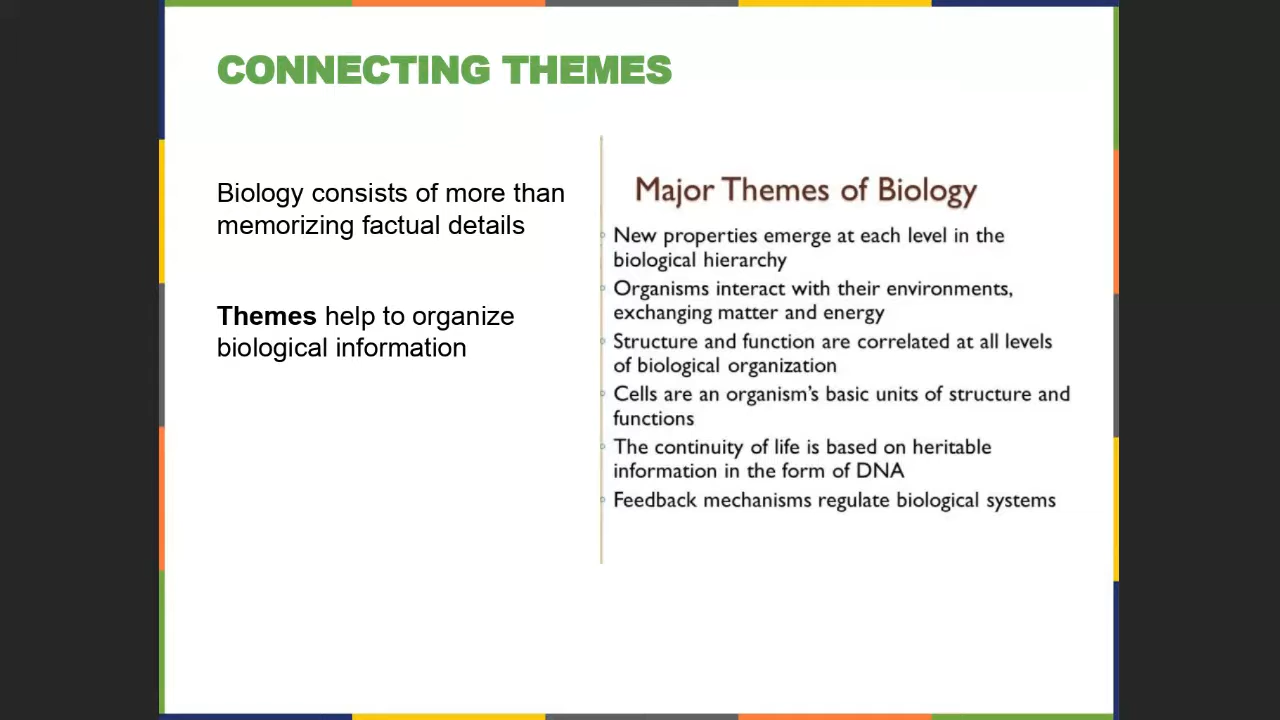 CONNECTING THEMES
Biology consists of more than
memorizing factual details
Themes help to organize
biological information
Major Themes of Biology
New properties emerge at each level in the
biological hierarchy
Organisms interact with their environments,
exchanging matter and energy
Structure and function are correlated at all levels
of biological organization
Cells are an organism's basic units of structure and
functions
The continuity of life is based on heritable
information in the form of DNA
Feedback mechanisms regulate biological systems